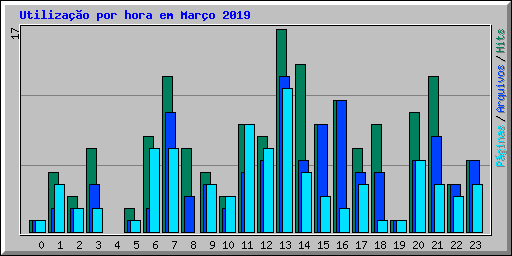 Utilização por hora em Março 2019
17
Páginas / Arquivos / Hits
0 1 2 3 4 5 6 7 8 9 10 11 12 13 14 15 16 17 18 19 20 21 22 23